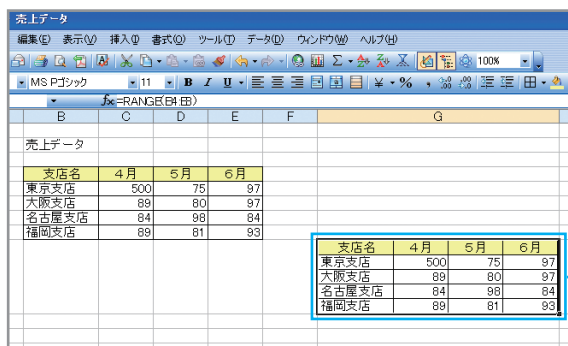 売上データ
編集(E) 表示(V) 挿入(I) 書式(O) ツール(T) データ(D) ウィンドウ(W) ヘルプ(H)
100%
MS Pゴシック 11 B I U ¥ % ,
fx =RANGE(B4:E8)
B C D E F G
売上データ
支店名 4月 5月 6月
東京支店 500 75 97
大阪支店 89 80 97
名古屋支店 84 98 84
福岡支店 89 81 93
支店名 4月 5月 6月
東京支店 500 75 97
大阪支店 89 80 97
名古屋支店 84 98 84
福岡支店 89 81 93